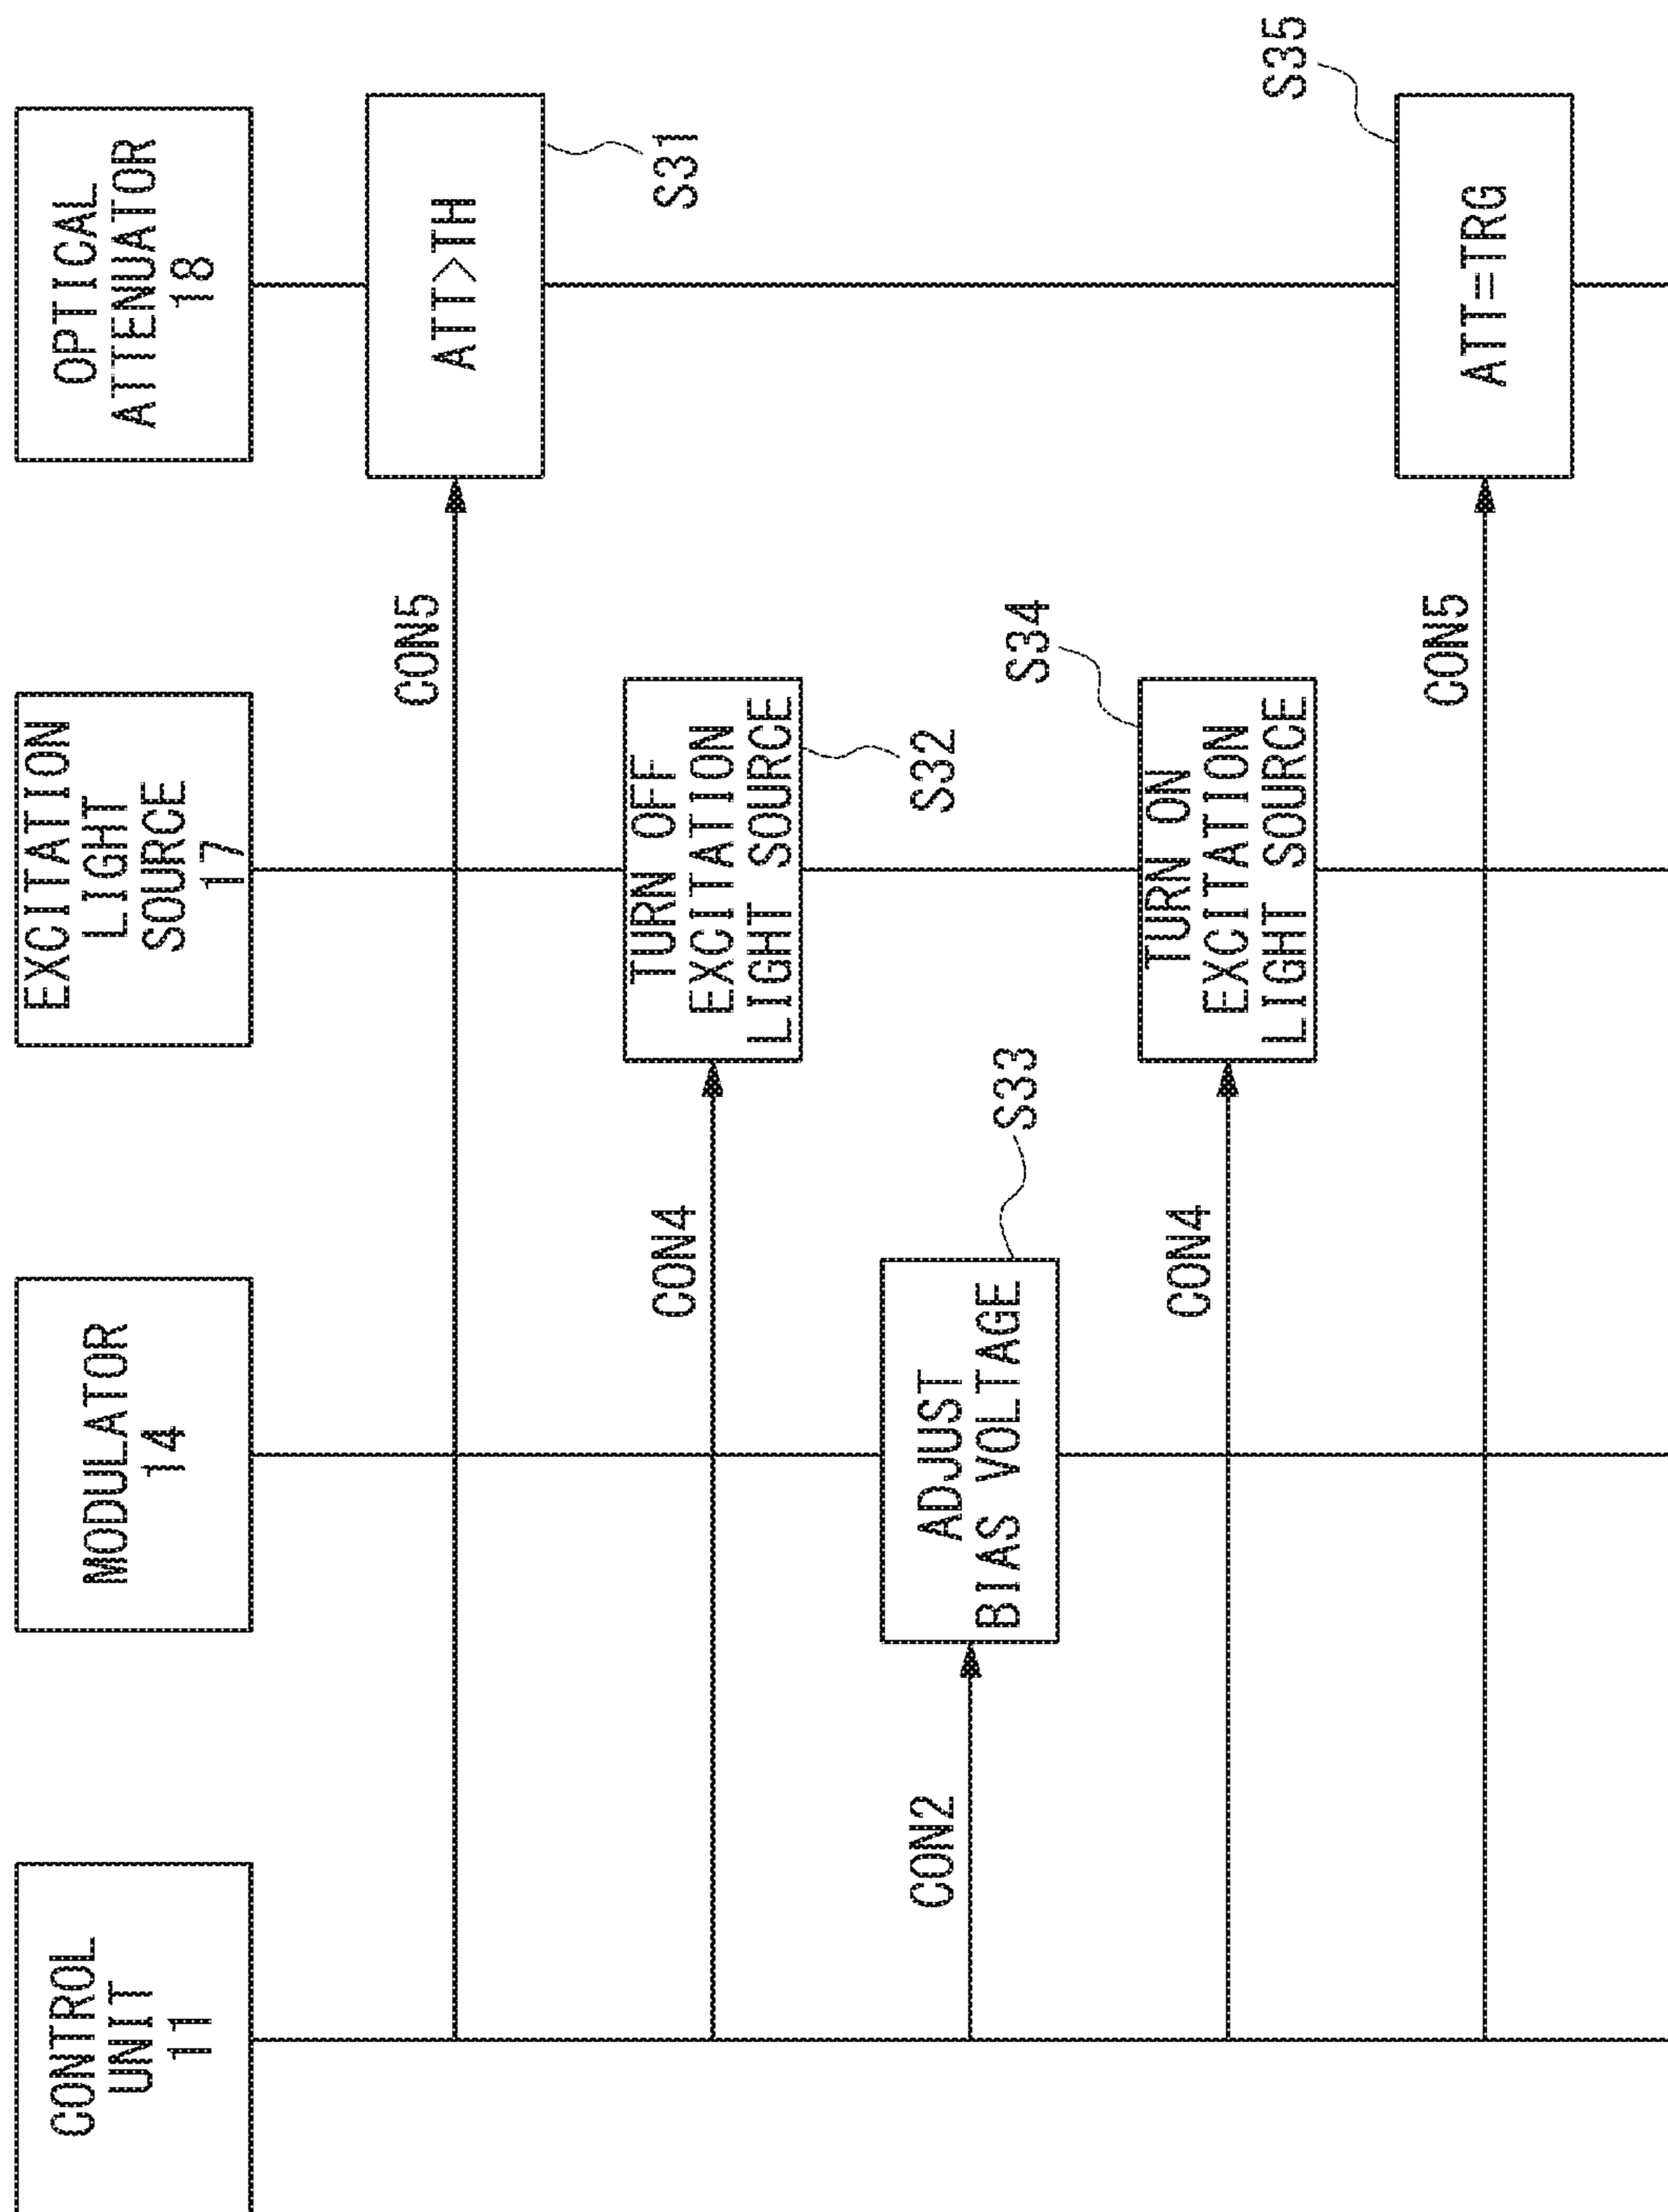 CONTROL
UNIT
11
MODULATOR
14
EXCITATION
LIGHT
SOURCE
17
OPTICAL
ATTENUATOR
18
CON5
ATT>TH
S31
CON4
TURN OFF
EXCITATION
LIGHT SOURCE
S32
CON2
ADJUST
BIAS VOLTAGE
S33
CON4
TURN ON
EXCITATION
LIGHT SOURCE
S34
CON5
ATT=TRG
S35